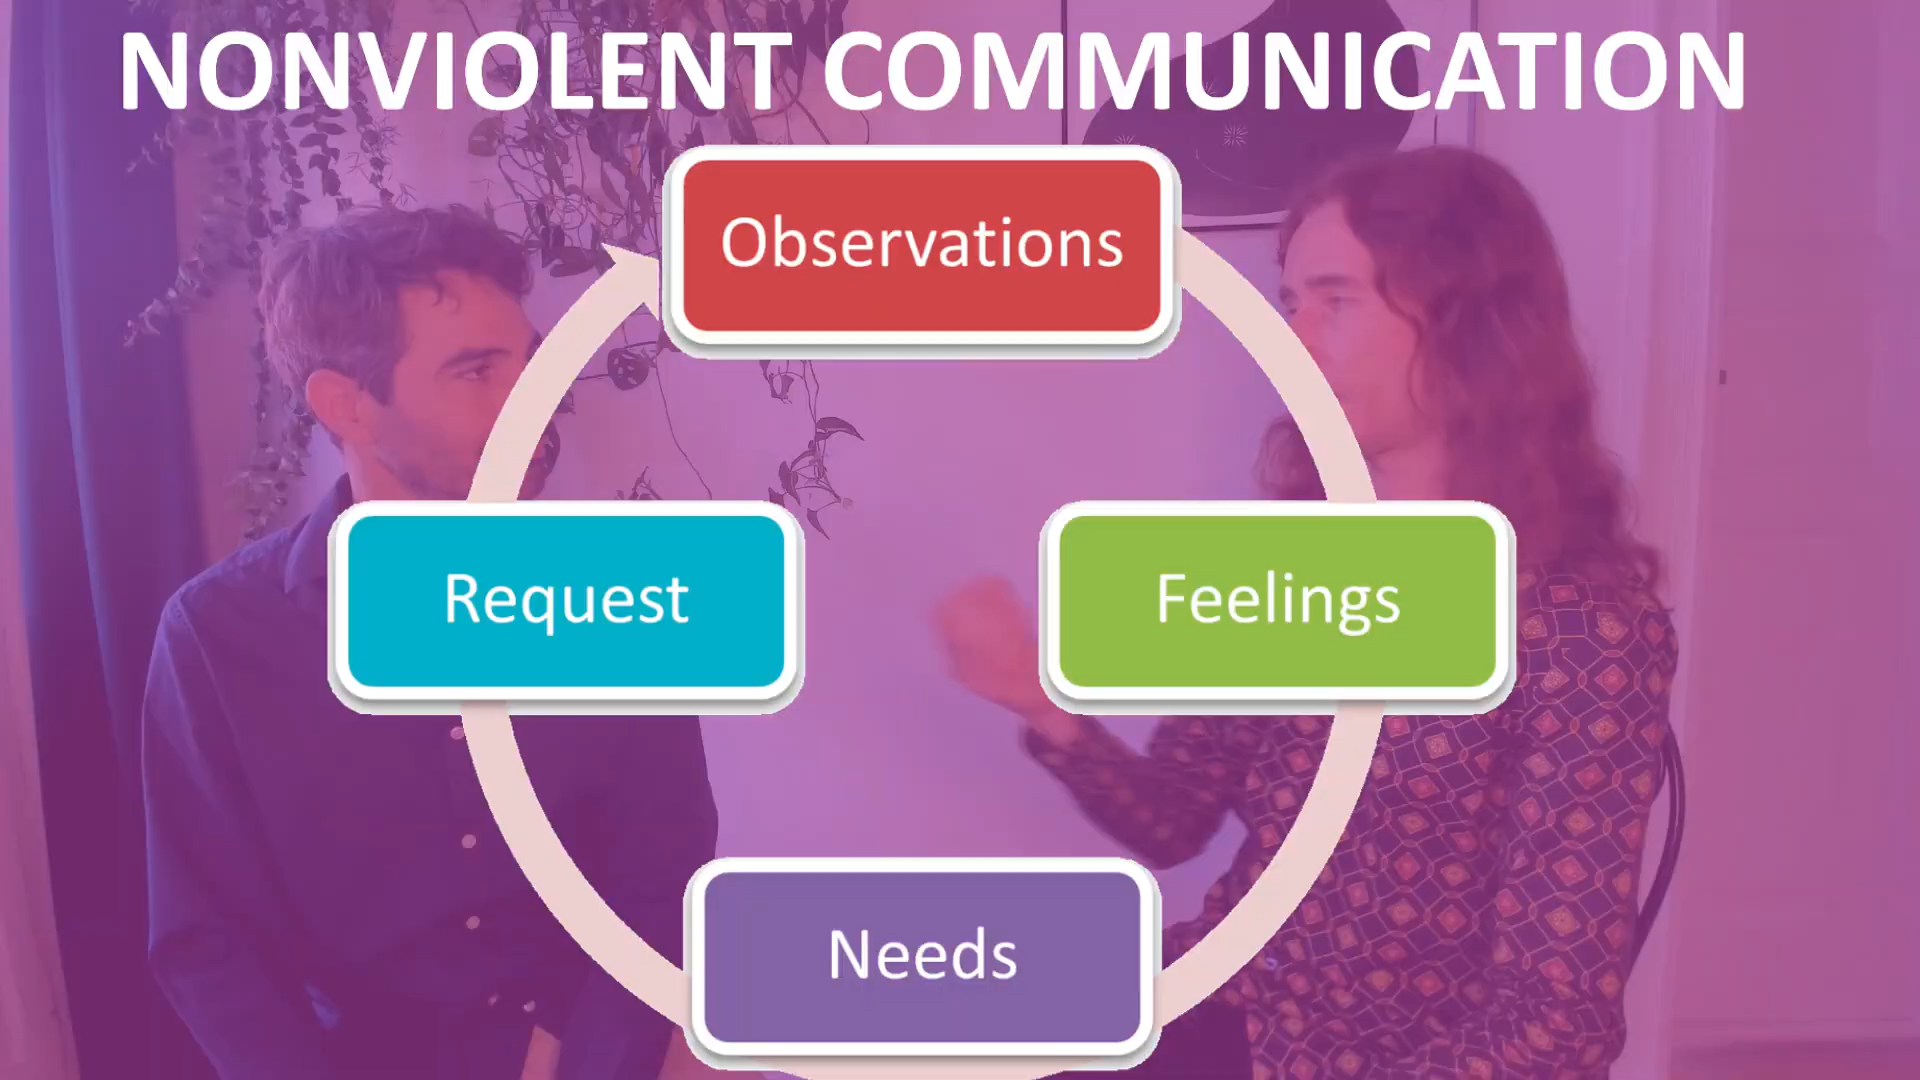 NONVIOLENT COMMUNICATION
Observations
Request
Feelings
Needs